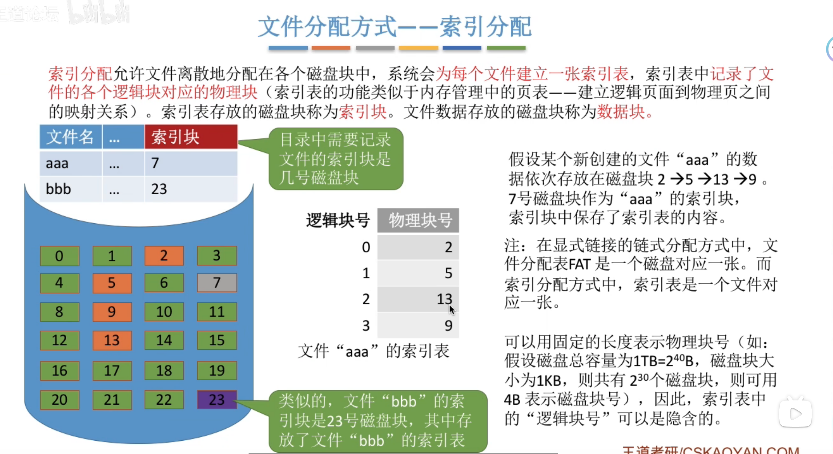 文件分配方式——索引分配
索引分配允许文件离散地分配在各个磁盘块中，系统会为每个文件建立一张索引表，索引表中记录了文
件的各个逻辑块对应的物理块（索引表的功能类似于内存管理中的页表——建立逻辑页面到物理页之间
的映射关系）。索引表存放的磁盘块称为索引块。文件数据存放的磁盘块称为数据块。
文件名 ... 索引块
aaa ... 7
bbb ... 23
目录中需要记录
文件的索引块是
几号磁盘块
0 1 2 3
4 5 6 7
8 9 10 11
12 13 14 15
16 17 18 19
20 21 22 23
逻辑块号 物理块号
0 2
1 5
2 13
3 9
文件“aaa”的索引表
类似的，文件“bbb”的索
引块是23号磁盘块，其中存
放了文件“bbb”的索引表
假设某个新创建的文件“aaa”的数
据依次存放在磁盘块 2→5→13→9 。
7号磁盘块作为“aaa”的索引块，
索引块中保存了索引表的内容。
注：在显式链接的链式分配方式中，文
件分配表FAT 是一个磁盘对应一张。而
索引分配方式中，索引表是一个文件对
应一张。
可以用固定的长度表示物理块号（如：
假设磁盘总容量为1TB=2⁴⁰B，磁盘块大
小为1KB，则共有 2³⁰个磁盘块，则可用
4B 表示磁盘块号），因此，索引表中
的“逻辑块号”可以是隐含的。
王道考研/CSKAOYAN.COM